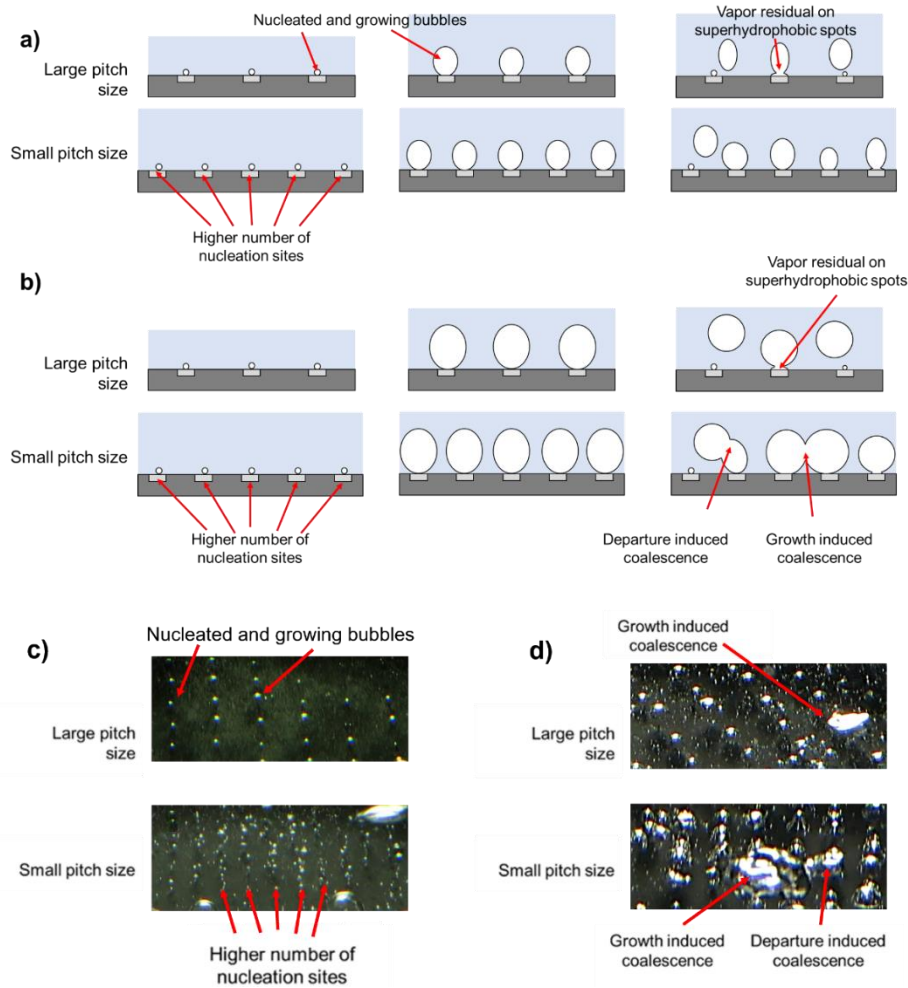 a)
Nucleated and growing bubbles
Vapor residual on
superhydrophobic spots
Large pitch
size
Small pitch size
Higher number of
nucleation sites
b)
Vapor residual on
superhydrophobic spots
Large pitch
size
Small pitch size
Higher number of
nucleation sites
Departure induced
coalescence
Growth induced
coalescence
c)
Nucleated and growing bubbles
Large pitch
size
Small pitch size
Higher number of
nucleation sites
d)
Growth induced
coalescence
Large pitch
size
Small pitch size
Growth induced
coalescence
Departure induced
coalescence